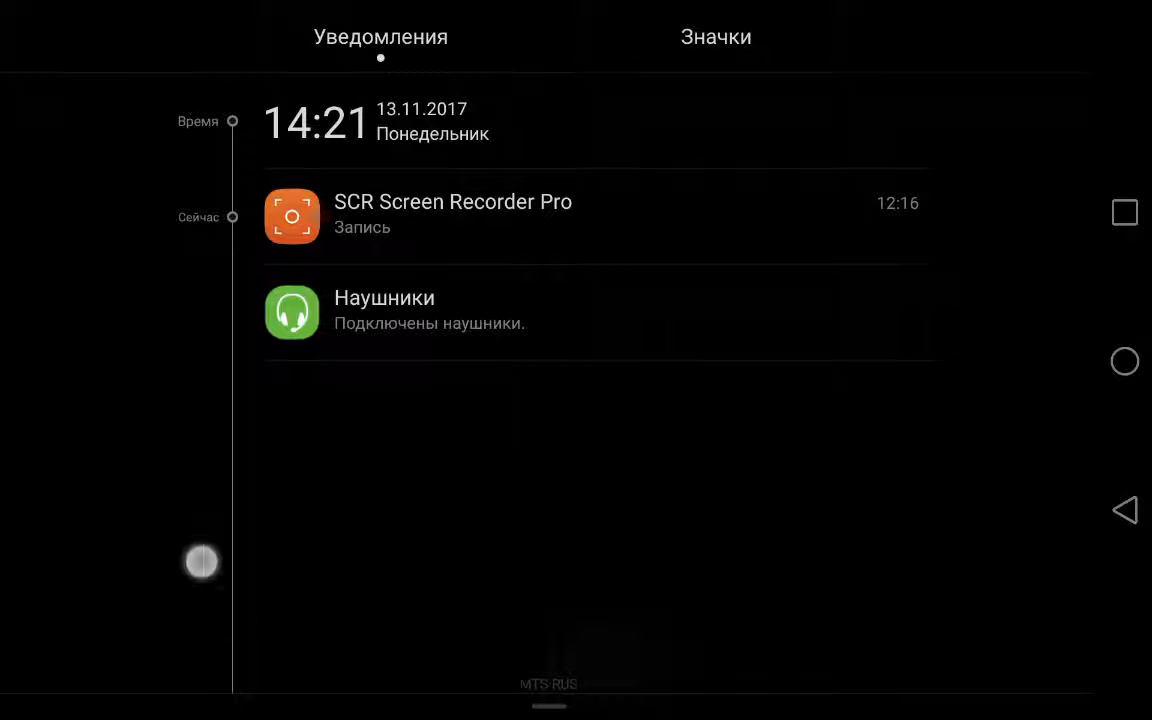 Уведомления
Значки
Время
14:21
13.11.2017
Понедельник
Сейчас
SCR Screen Recorder Pro
12:16
Запись
Наушники
Подключены наушники.
MTS-RUS